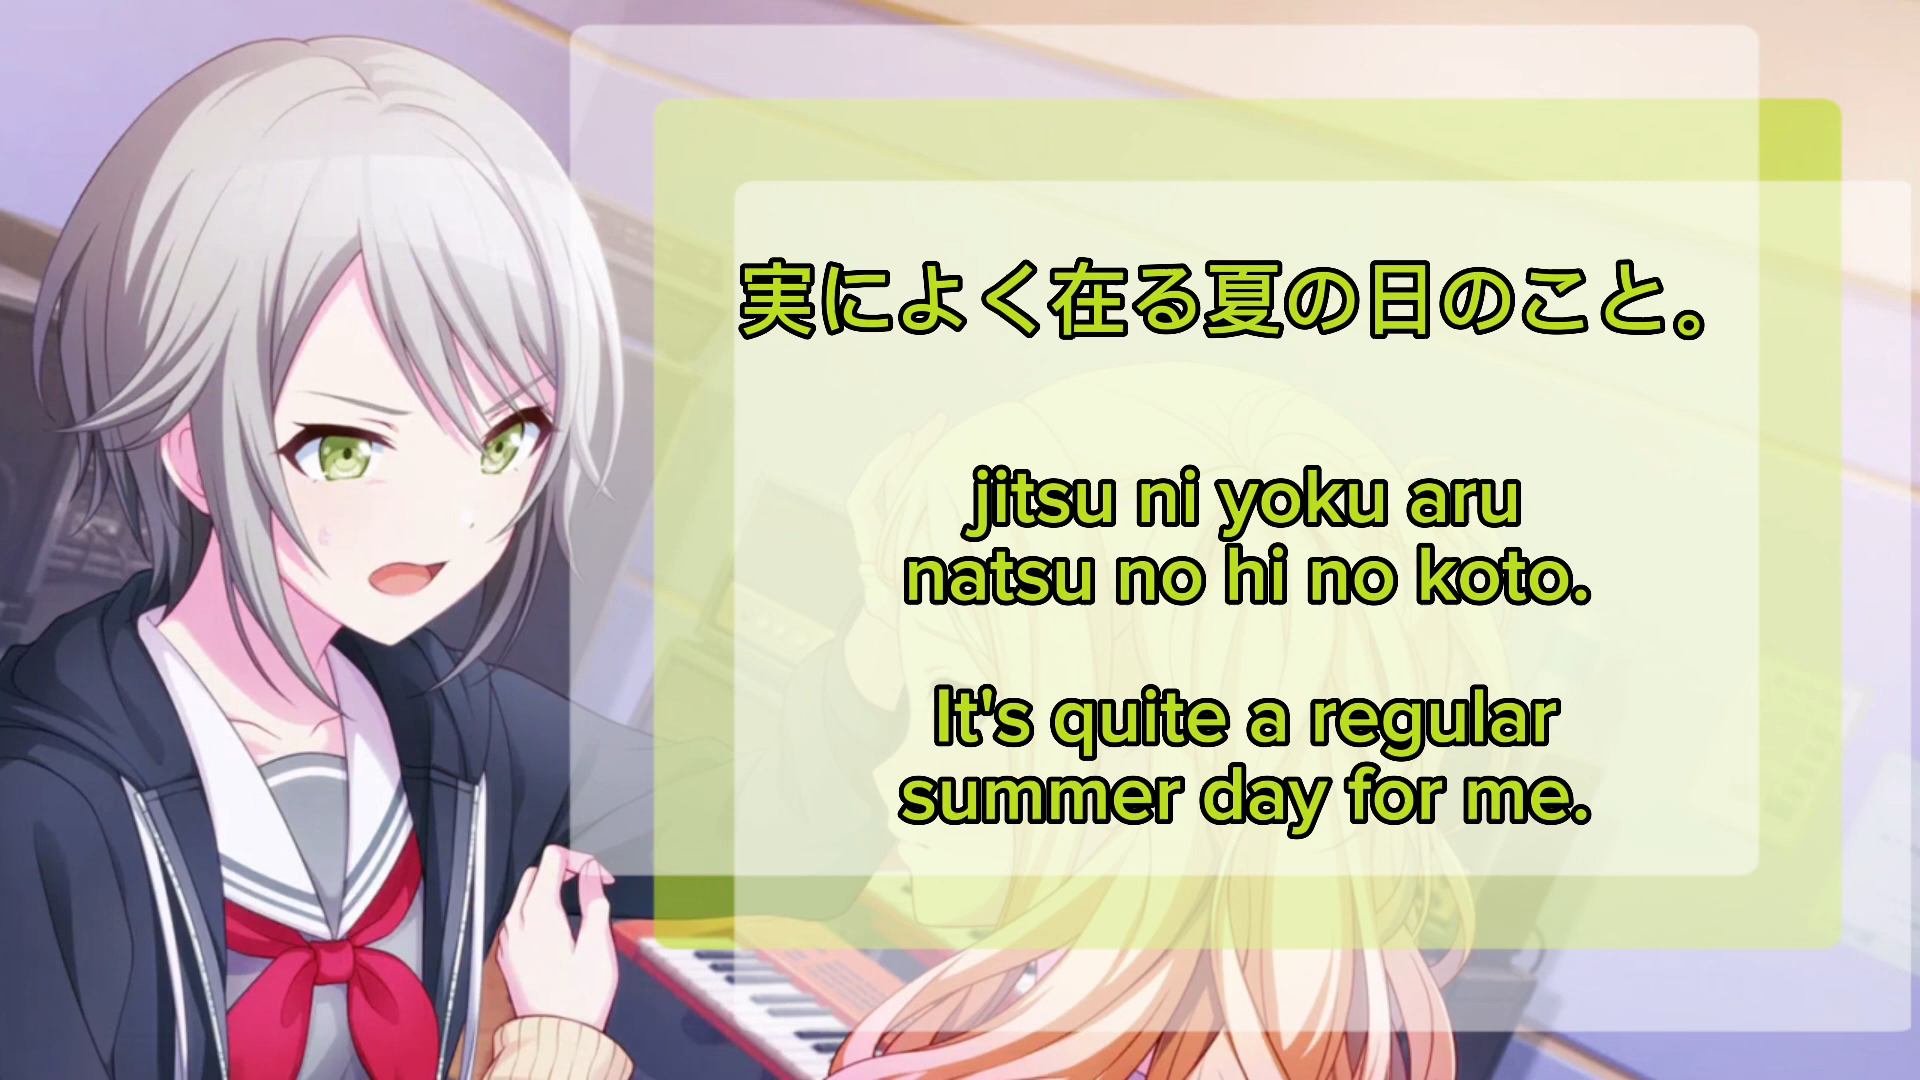 実によく在る夏の日のこと。
jitsu ni yoku aru
natsu no hi no koto.
It's quite a regular
summer day for me.